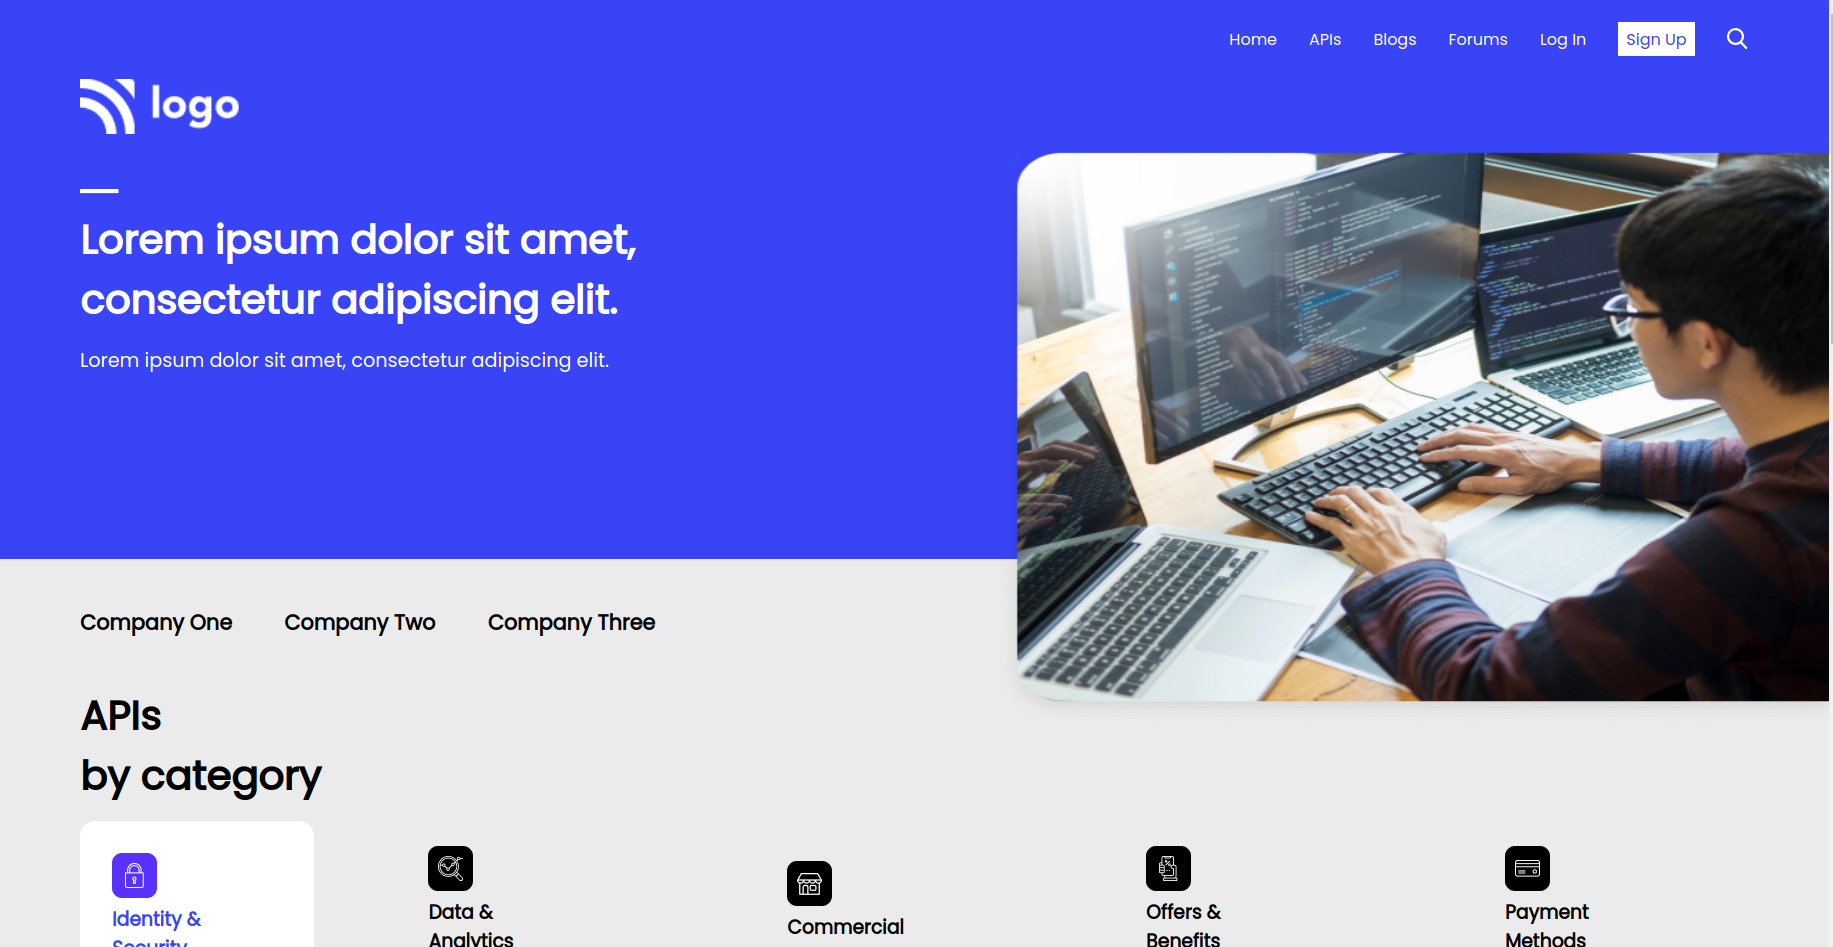 Home APIs Blogs Forums Log In Sign Up
logo
Lorem ipsum dolor sit amet,
consectetur adipiscing elit.
Lorem ipsum dolor sit amet, consectetur adipiscing elit.
Company One Company Two Company Three
APIs
by category
Identity &
Security
Data &
Analytics
Commercial
Offers &
Benefits
Payment
Methods